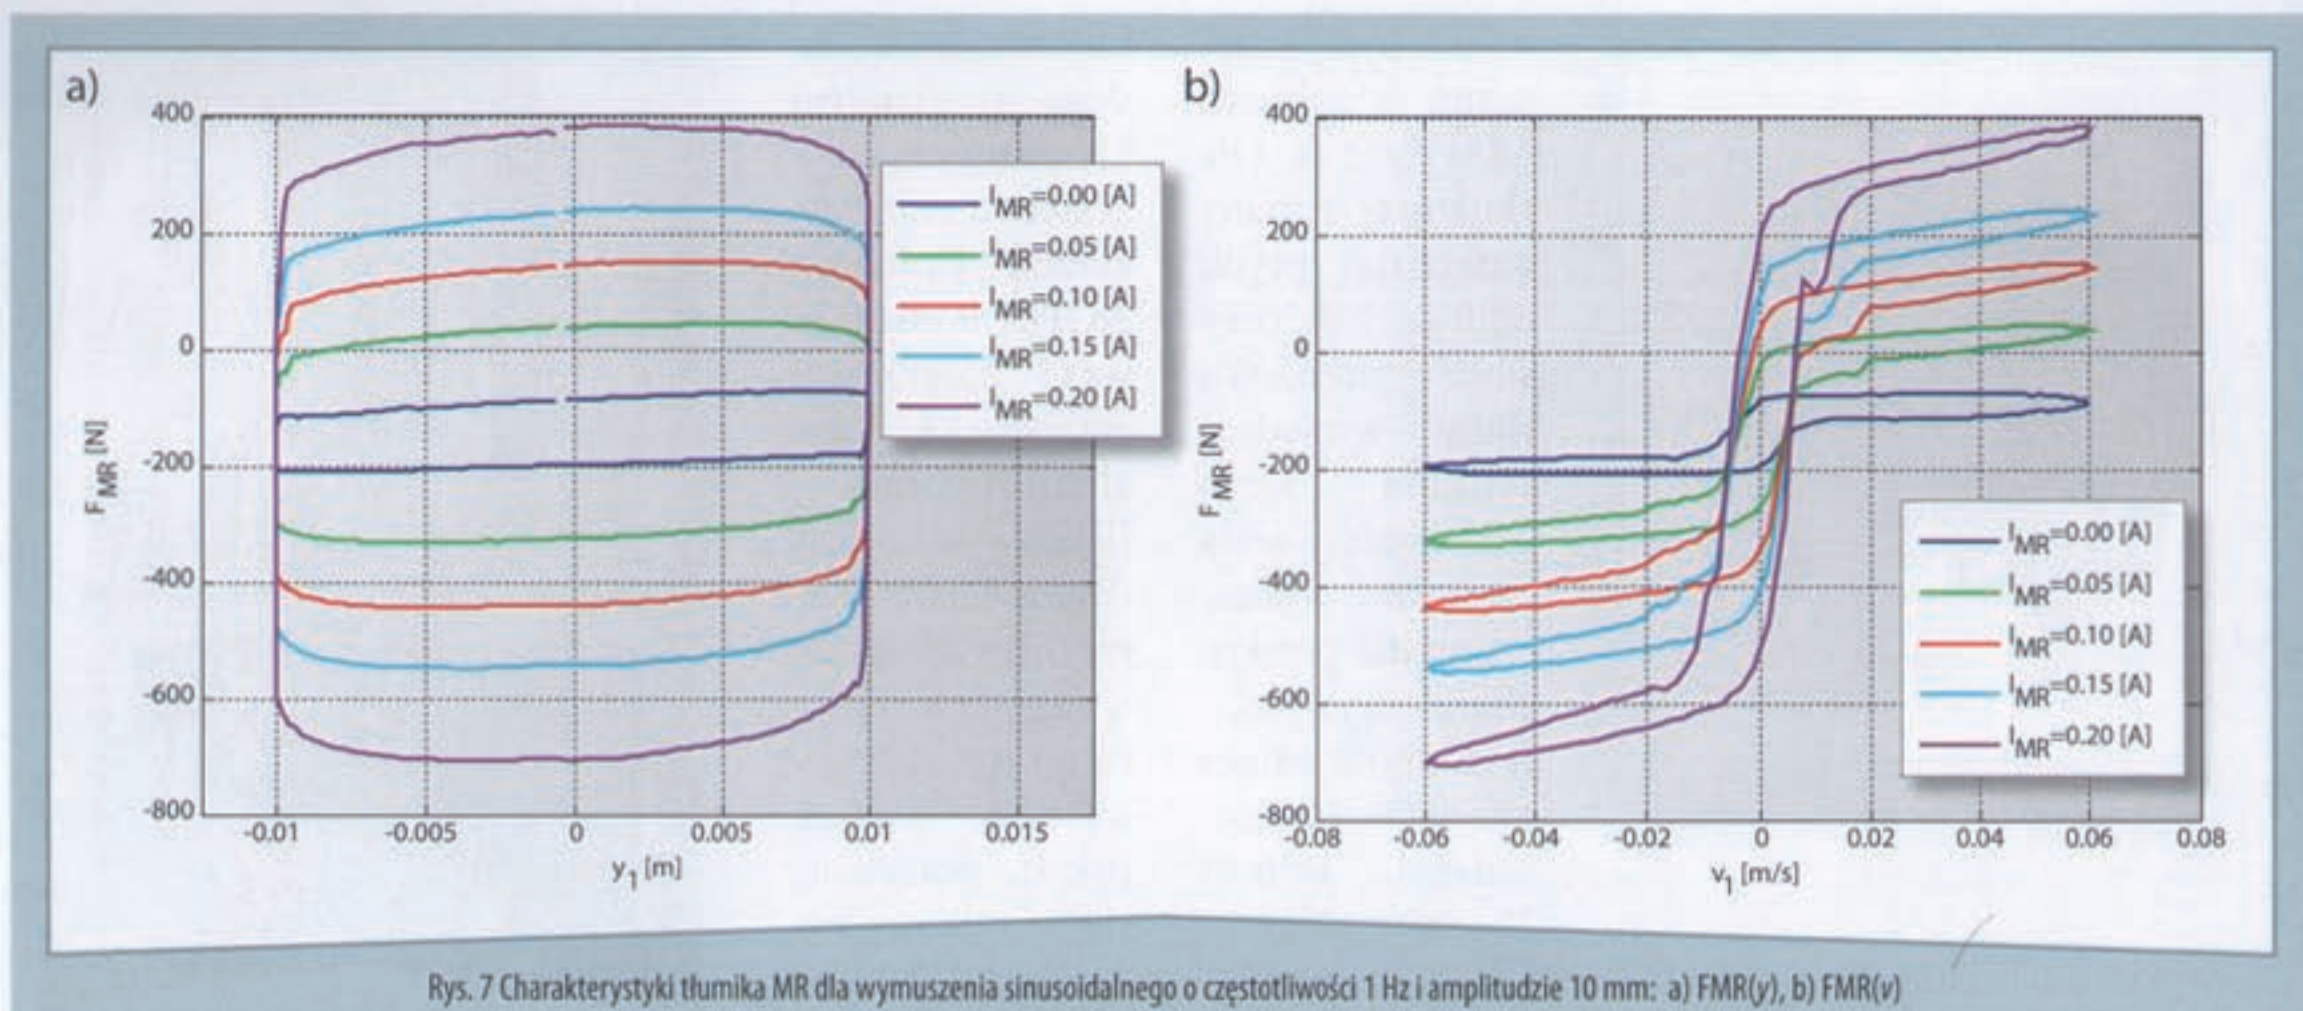 a)
400
200
0
-200
-400
-600
-800
F_MR [N]
-0.01 -0.005 0 0.005 0.01 0.015
y_1 [m]
I_MR=0.00 [A]
I_MR=0.05 [A]
I_MR=0.10 [A]
I_MR=0.15 [A]
I_MR=0.20 [A]
b)
400
200
0
-200
-400
-600
-800
F_MR [N]
-0.08 -0.06 -0.04 -0.02 0 0.02 0.04 0.06 0.08
v_1 [m/s]
I_MR=0.00 [A]
I_MR=0.05 [A]
I_MR=0.10 [A]
I_MR=0.15 [A]
I_MR=0.20 [A]
Rys. 7 Charakterystyki tłumika MR dla wymuszenia sinusoidalnego o częstotliwości 1 Hz i amplitudzie 10 mm: a) FMR(y), b) FMR(v)